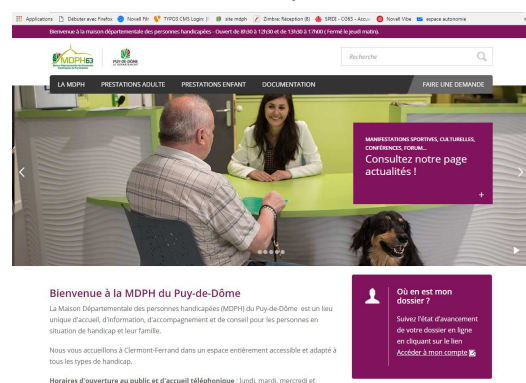 Applications Débuter avec Firefox Novell Filr TYPO3 CMS Login: site mdph Zimbra: Réception (8) SIRDI - CD63 - Accue Novell Vibe espace autonomie
Bienvenue à la maison départementale des personnes handicapées - Ouvert de 8h30 à 12h30 et de 13h30 à 17h00 ( Fermé le jeudi matin).
MDPH63
PUY-DE-DÔME
LE DÉPARTEMENT
Recherche
LA MDPH PRESTATIONS ADULTE PRESTATIONS ENFANT DOCUMENTATION FAIRE UNE DEMANDE
MANIFESTATIONS SPORTIVES, CULTURELLES,
CONFÉRENCES, FORUM...
Consultez notre page
actualités !
+
Bienvenue à la MDPH du Puy-de-Dôme
La Maison Départementale des personnes handicapées (MDPH) du Puy-de-Dôme est un lieu
unique d'accueil, d'information, d'accompagnement et de conseil pour les personnes en
situation de handicap et leur famille.
Nous vous accueillons à Clermont-Ferrand dans un espace entièrement accessible et adapté à
tous les types de handicap.
Horaires d'ouverture au public et d'accueil téléphonique : lundi, mardi, mercredi et
Où en est mon
dossier ?
Suivez l'état d'avancement
de votre dossier en ligne
en cliquant sur le lien
Accéder à mon compte